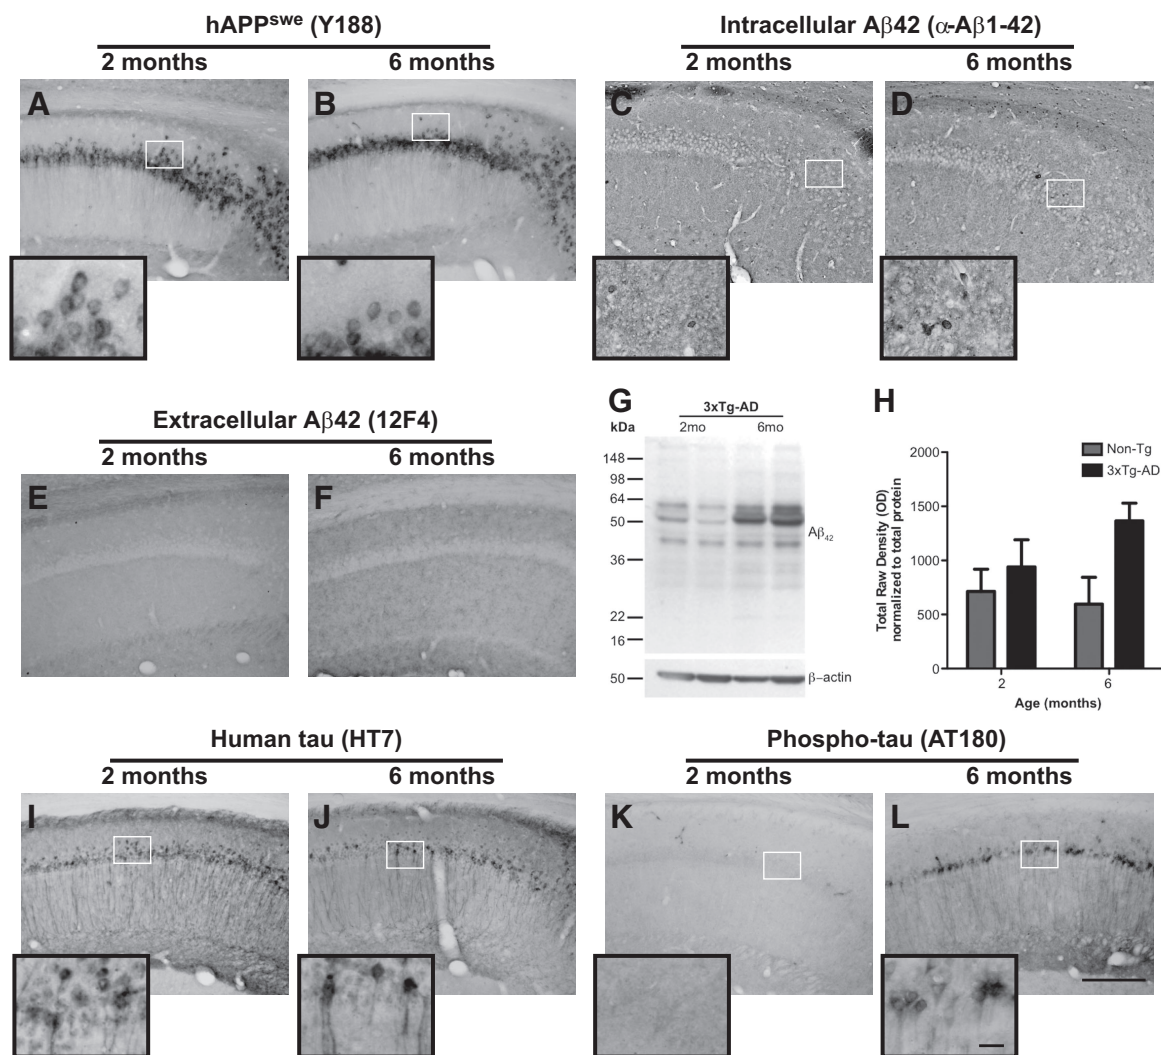 hAPPswe (Y188)
2 months 6 months
Intracellular Aβ42 (α-Aβ1-42)
2 months 6 months
A
B
C
D
Extracellular Aβ42 (12F4)
2 months 6 months
E
F
G
3xTg-AD
kDa 2mo 6mo
148
98
64
50
36
22
16
Aβ42
50
β–actin
H
Non-Tg
3xTg-AD
Total Raw Density (OD)
normalized to total protein
2000
1500
1000
500
0
2 6
Age (months)
Human tau (HT7)
2 months 6 months
Phospho-tau (AT180)
2 months 6 months
I
J
K
L